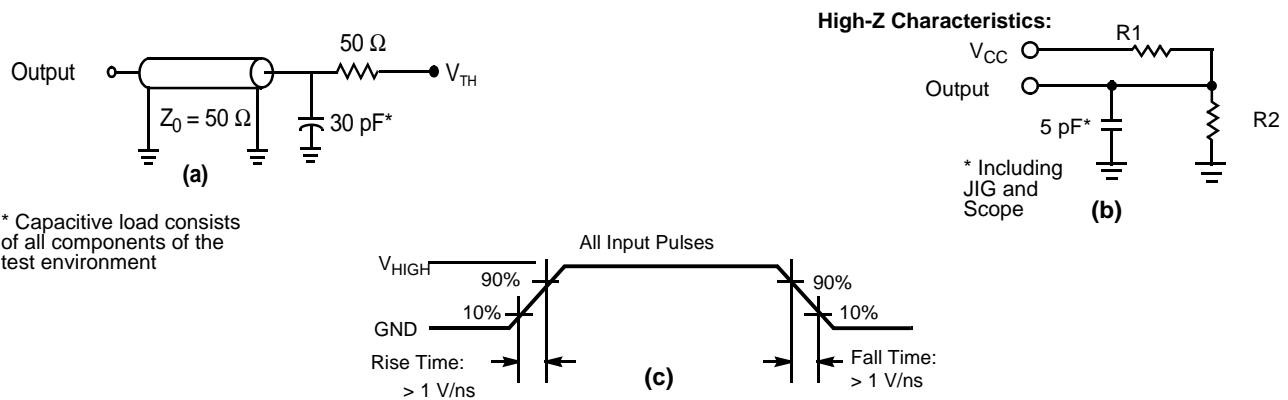 Output
50 Ω
V_TH
Z_0 = 50 Ω
30 pF*
(a)
* Capacitive load consists
of all components of the
test environment
High-Z Characteristics:
R1
V_CC
Output
5 pF*
R2
* Including
JIG and
Scope
(b)
All Input Pulses
V_HIGH
90%
10%
GND
90%
10%
Rise Time:
> 1 V/ns
(c)
Fall Time:
> 1 V/ns